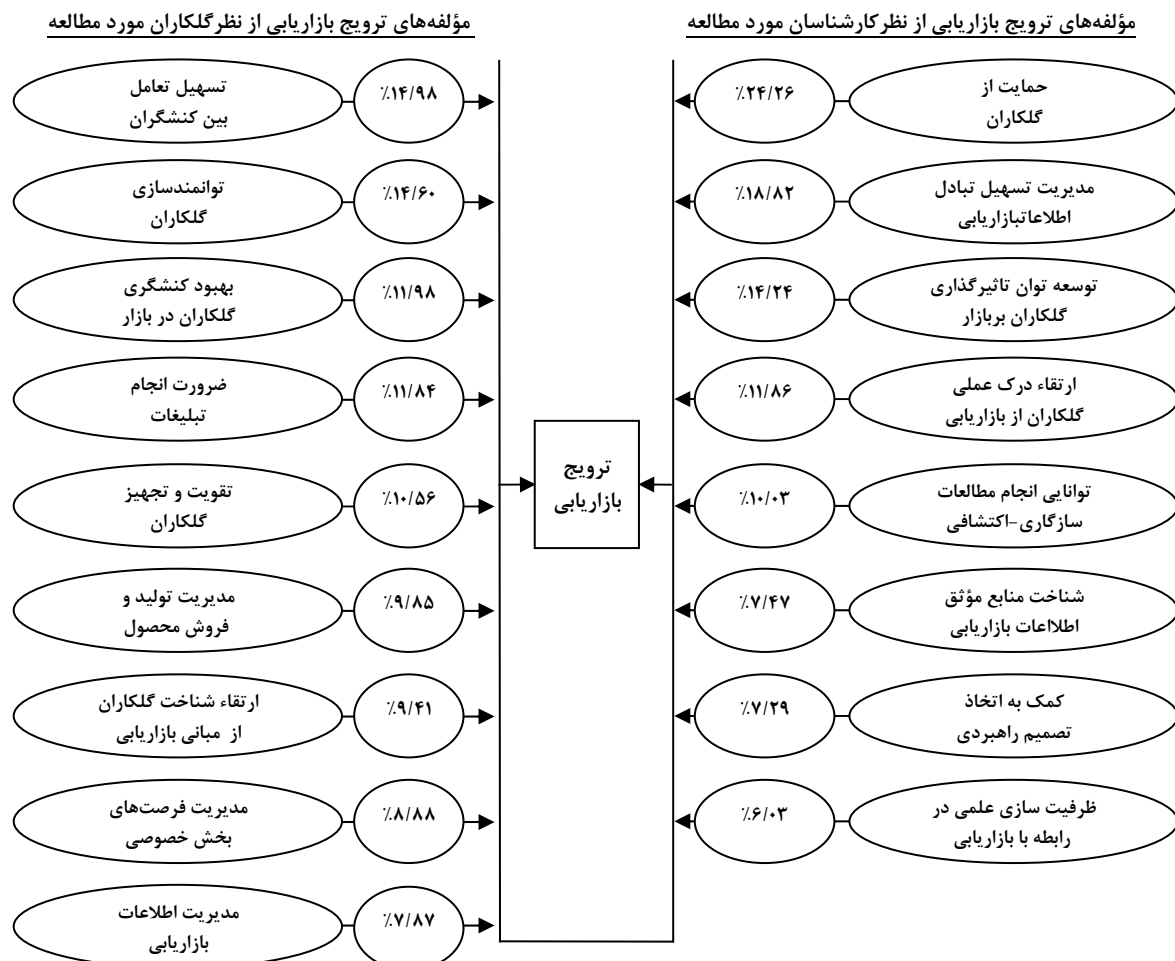 مؤلفه‌های ترویج بازاریابی از نظرکارشناسان مورد مطالعه
حمایت از
گلکاران
٪۲۴/۲۶
مدیریت تسهیل تبادل
اطلاعاتبازاریابی
٪۱۸/۸۲
توسعه توان تاثیرگذاری
گلکاران بربازار
٪۱۴/۲۴
ارتقاء درک عملی
گلکاران از بازاریابی
٪۱۱/۸۶
توانایی انجام مطالعات
سازگاری-اکتشافی
٪۱۰/۰۳
شناخت منابع مؤثق
اطلااعات بازاریابی
٪۷/۴۷
کمک به اتخاذ
تصمیم راهبردی
٪۷/۲۹
ظرفیت سازی علمی در
رابطه با بازاریابی
٪۶/۰۳
ترویج
بازاریابی
مؤلفه‌های ترویج بازاریابی از نظرگلکاران مورد مطالعه
٪۱۴/۹۸
تسهیل تعامل
بین کنشگران
٪۱۴/۶۰
توانمندسازی
گلکاران
٪۱۱/۹۸
بهبود کنشگری
گلکاران در بازار
٪۱۱/۸۴
ضرورت انجام
تبلیغات
٪۱۰/۵۶
تقویت و تجهیز
گلکاران
٪۹/۸۵
مدیریت تولید و
فروش محصول
٪۹/۴۱
ارتقاء شناخت گلکاران
از مبانی بازاریابی
٪۸/۸۸
مدیریت فرصت‌های
بخش خصوصی
٪۷/۸۷
مدیریت اطلاعات
بازاریابی